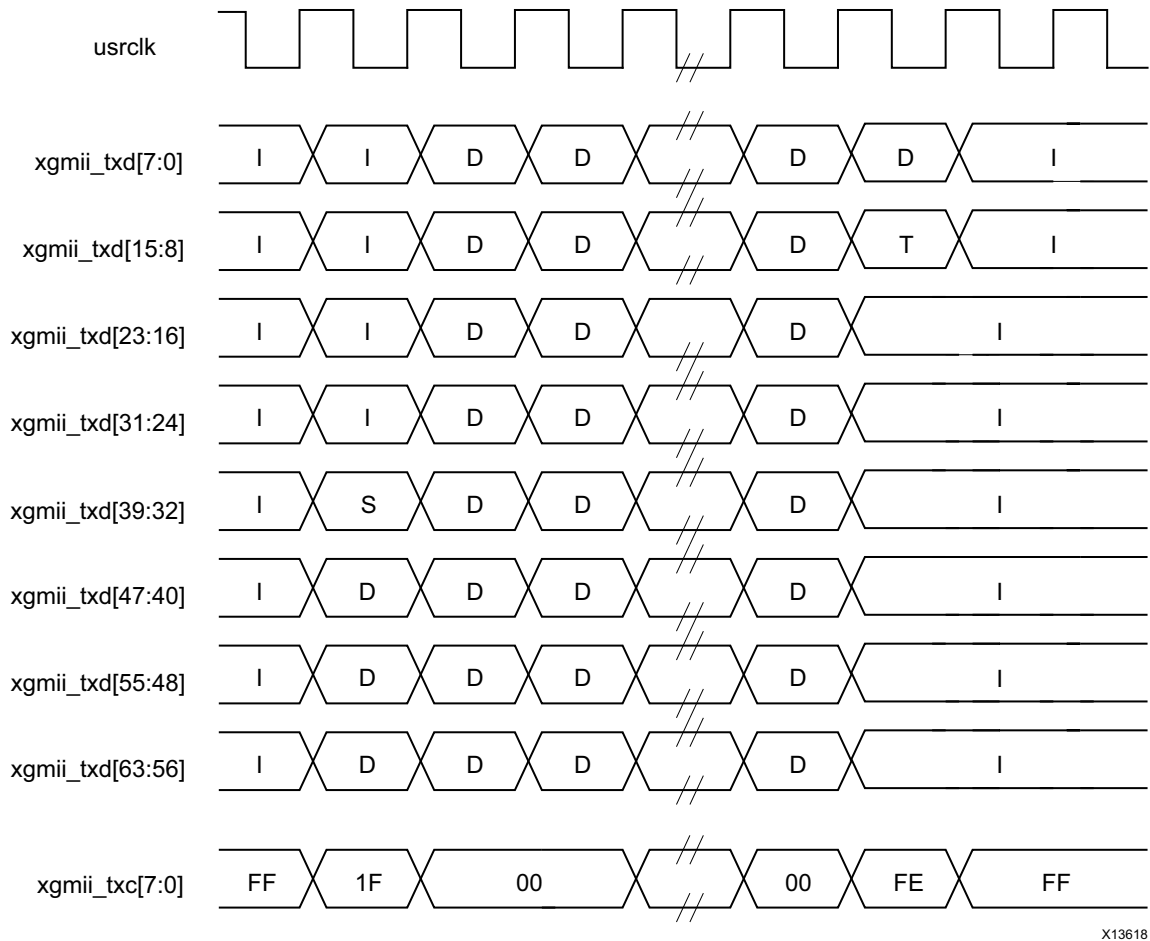 usrclk
xgmii_txd[7:0] I I D D D D I
xgmii_txd[15:8] I I D D D T I
xgmii_txd[23:16] I I D D D I
xgmii_txd[31:24] I I D D D I
xgmii_txd[39:32] I S D D D I
xgmii_txd[47:40] I D D D D I
xgmii_txd[55:48] I D D D D I
xgmii_txd[63:56] I D D D D I
xgmii_txc[7:0] FF 1F 00 00 FE FF
X13618